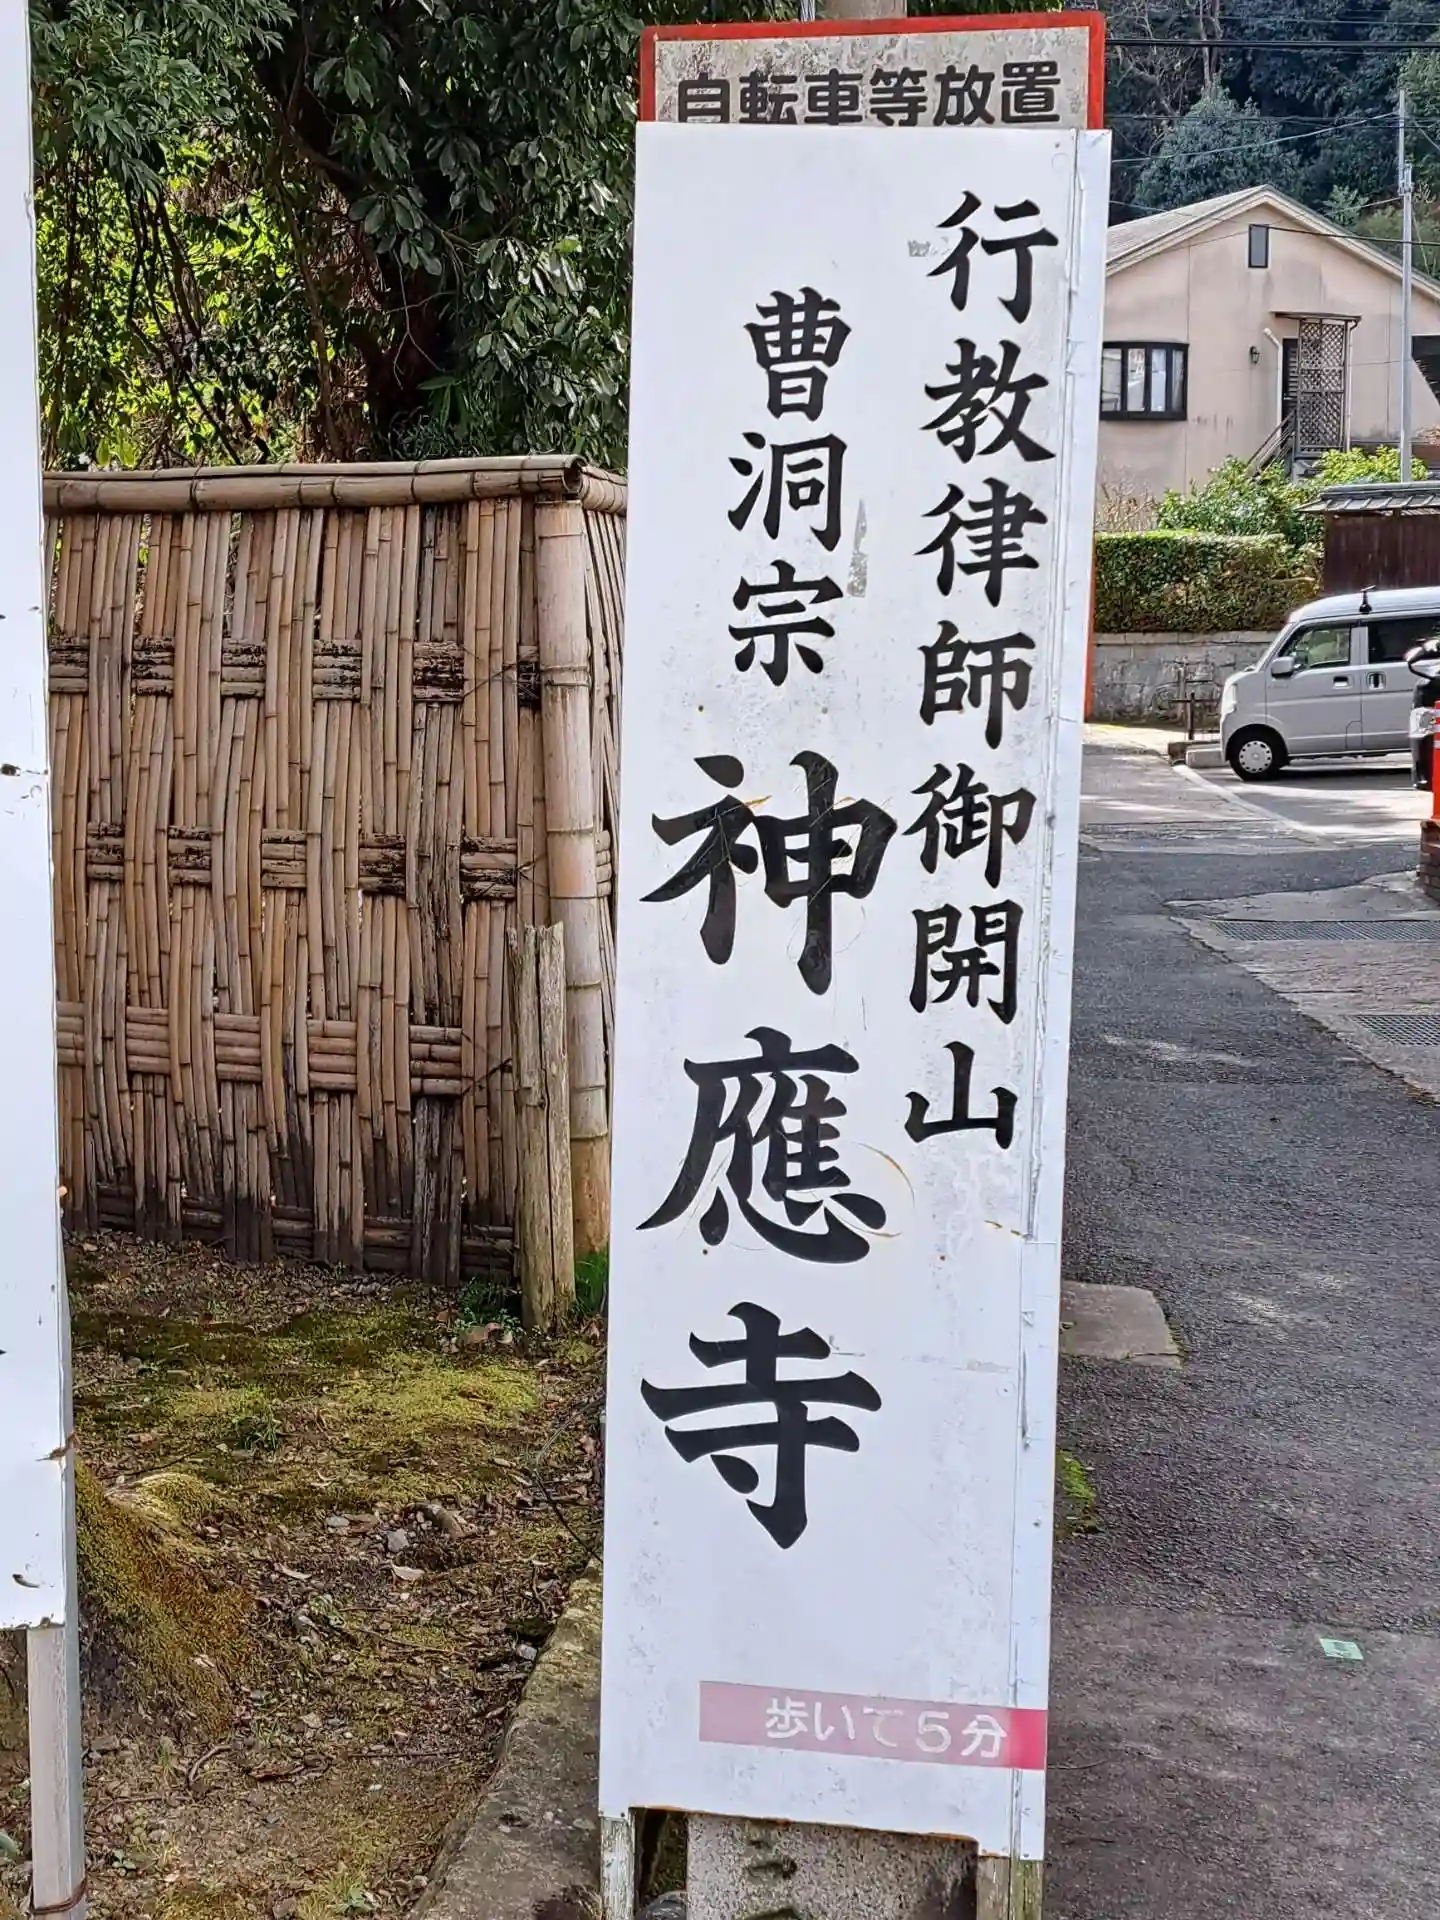 自転車等放置
行教律師御開山
曹洞宗 神應寺
歩いて5分